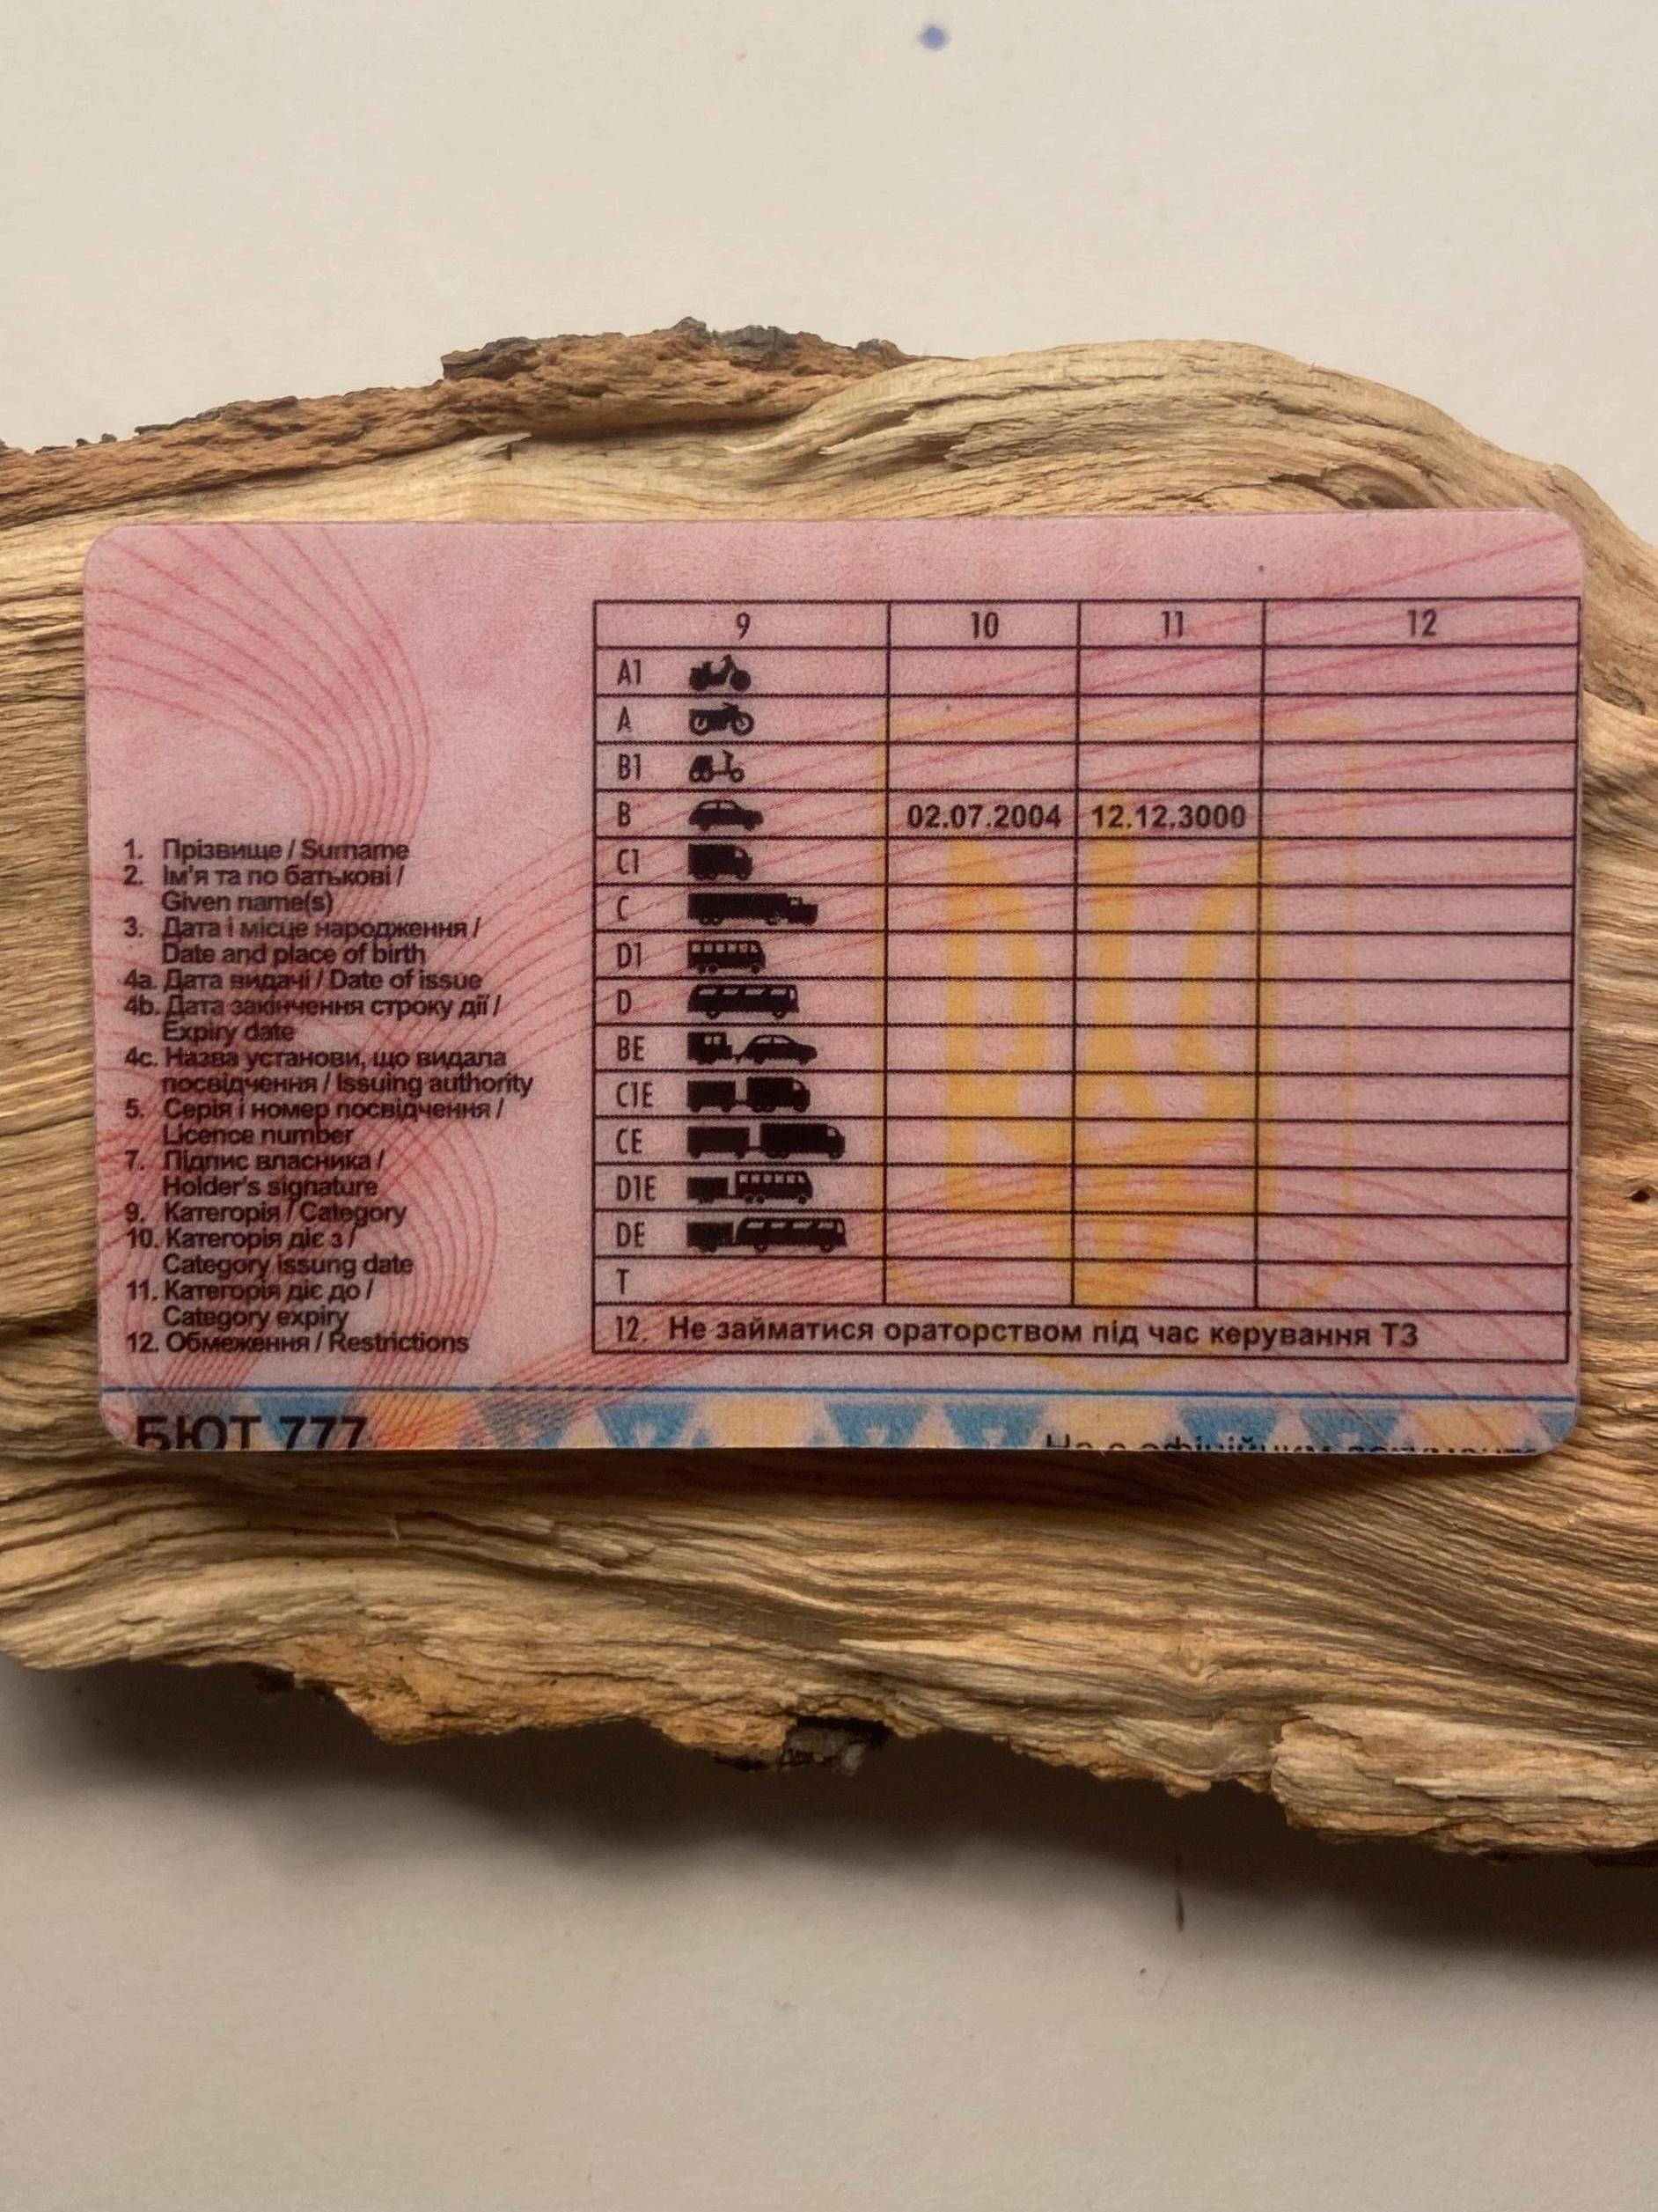 1. Прізвище / Surname
2. Ім'я та по батькові /
Given name(s)
3. Дата і місце народження /
Date and place of birth
4a. Дата видачі / Date of issue
4b. Дата закінчення строку дії /
Expiry date
4c. Назва установи, що видала
посвідчення / Issuing authority
5. Серія і номер посвідчення /
Licence number
7. Підпис власника /
Holder's signature
9. Категорія / Category
10. Категорія діє з /
Category issung date
11. Категорія діє до /
Category expiry
12. Обмеження / Restrictions
9 10 11 12
A1
A
B1
B 02.07.2004 12.12.3000
C1
C
D1
D
BE
C1E
CE
D1E
DE
T
12. Не займатися ораторством під час керування ТЗ
БЮТ 777